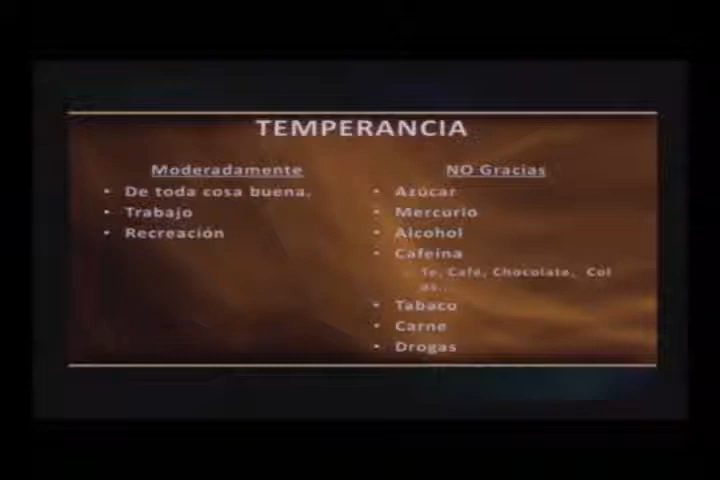 TEMPERANCIA
Moderadamente
• De toda cosa buena.
• Trabajo
• Recreación
NO Gracias
• Azúcar
• Mercurio
• Alcohol
• Cafeína
Te, Café, Chocolate, Col
as..
• Tabaco
• Carne
• Drogas